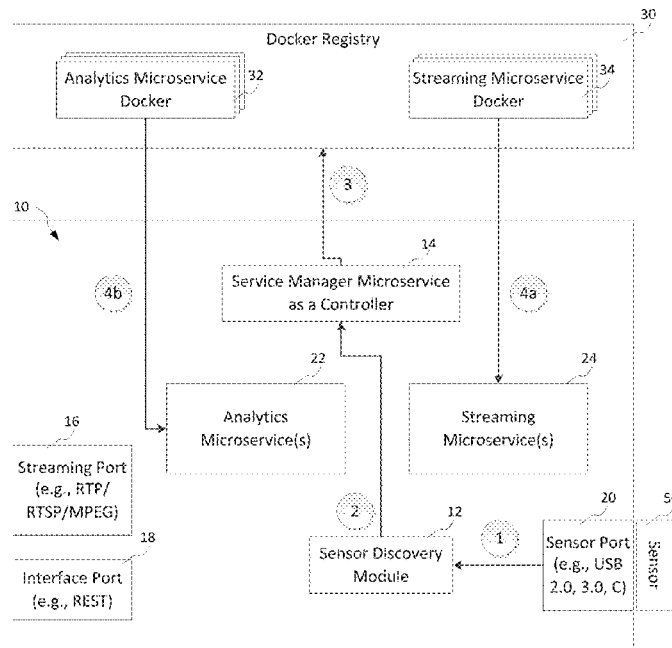 30
Docker Registry
Analytics Microservice
Docker
32
Streaming Microservice
Docker
34
3
10
14
Service Manager Microservice
as a Controller
4b
4a
22
Analytics
Microservice(s)
24
Streaming
Microservice(s)
16
Streaming Port
(e.g., RTP/
RTSP/MPEG)
18
Interface Port
(e.g., REST)
2
12
Sensor Discovery
Module
1
20
Sensor Port
(e.g., USB
2.0, 3.0, C)
Sensor